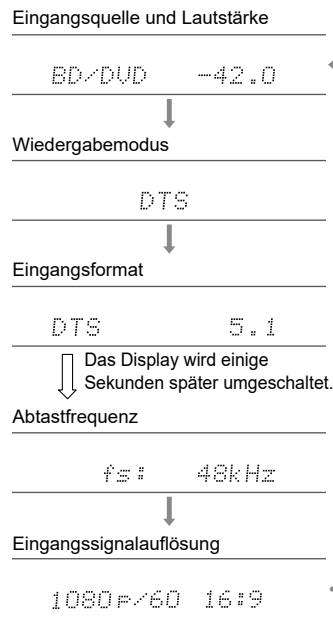 Eingangsquelle und Lautstärke
BD/DVD -42.0
Wiedergabemodus
DTS
Eingangsformat
DTS 5.1
Das Display wird einige
Sekunden später umgeschaltet.
Abtastfrequenz
fs: 48kHz
Eingangssignalauflösung
1080p/60 16:9